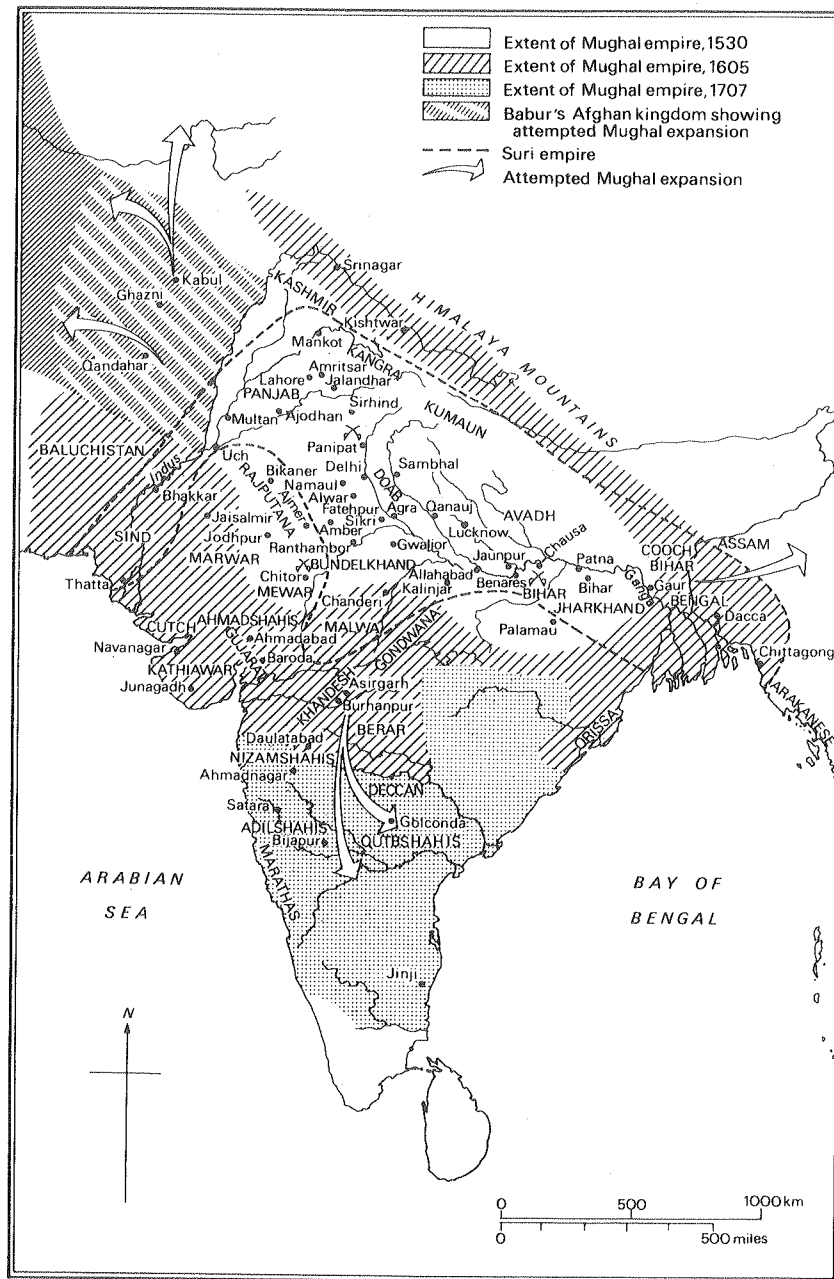 Extent of Mughal empire, 1530
Extent of Mughal empire, 1605
Extent of Mughal empire, 1707
Babur's Afghan kingdom showing
attempted Mughal expansion
Suri empire
Attempted Mughal expansion
Srinagar
KASHMIR
HIMALAYA MOUNTAINS
Kabul
Ghazni
Kishtwar
Mankot
KANGRA
Qandahar
Amritsar
Lahore
Jalandhar
PANJAB
Sirhind
KUMAUN
Multan
Ajodhan
BALUCHISTAN
Panipat
Uch
Indus
Bikaner
Delhi
Sambhal
RAJPUTANA
Namaul
DOAB
Bhakkar
Alwar
Ajmer
Fatehpur
Sikri
Agra
Qanauj
AVADH
Jaisalmir
SIND
Jodhpur
Amber
Lucknow
Chausa
ASSAM
MARWAR
Ranthambor
Gwalior
Jaunpur
Patna
COOCH
BIHAR
BUNDELKHAND
Allahabad
Benares
BIHAR
Bihar
Ganga
Gaur
Thatta
Chitor
MEWAR
Chanderi
Kalinjar
JHARKHAND
BENGAL
CUTCH
AHMADSHAHIS
MALWA
Palamau
Dacca
Navanagar
Ahmadabad
GUJARAT
GONDWANA
Chittagong
KATHIAWAR
Baroda
Junagadh
KHANDESH
Asirgarh
Burhanpur
ARAKANESE
BERAR
ORISSA
Daulatabad
NIZAMSHAHIS
Ahmadnagar
DECCAN
Satara
Golconda
ADILSHAHIS
QUTBSHAHIS
Bijapur
MARATHAS
ARABIAN
SEA
BAY OF
BENGAL
Jinji
N
0 500 1000 km
0 500 miles